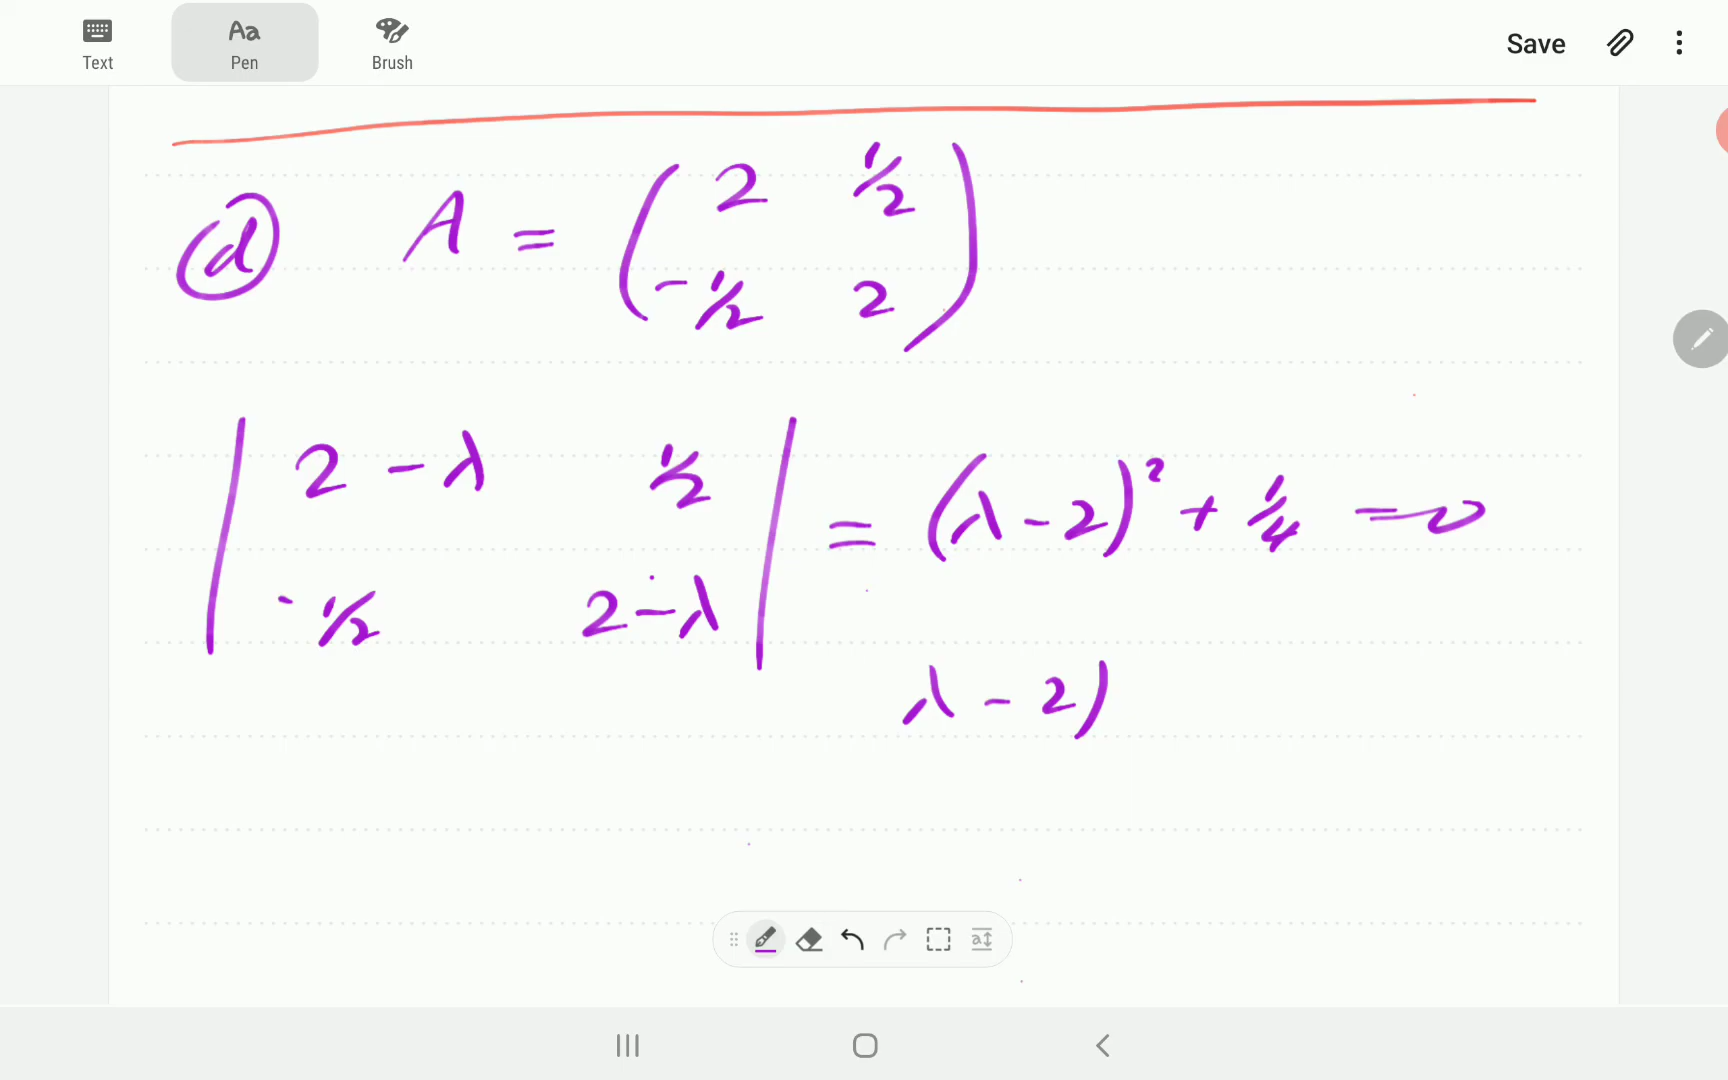 Text Pen Brush Save
(d) A = ( 2 1/2
-1/2 2 )
| 2 - λ 1/2
-1/2 2 - λ | = (λ - 2)² + 1/4 = 0
λ - 2)